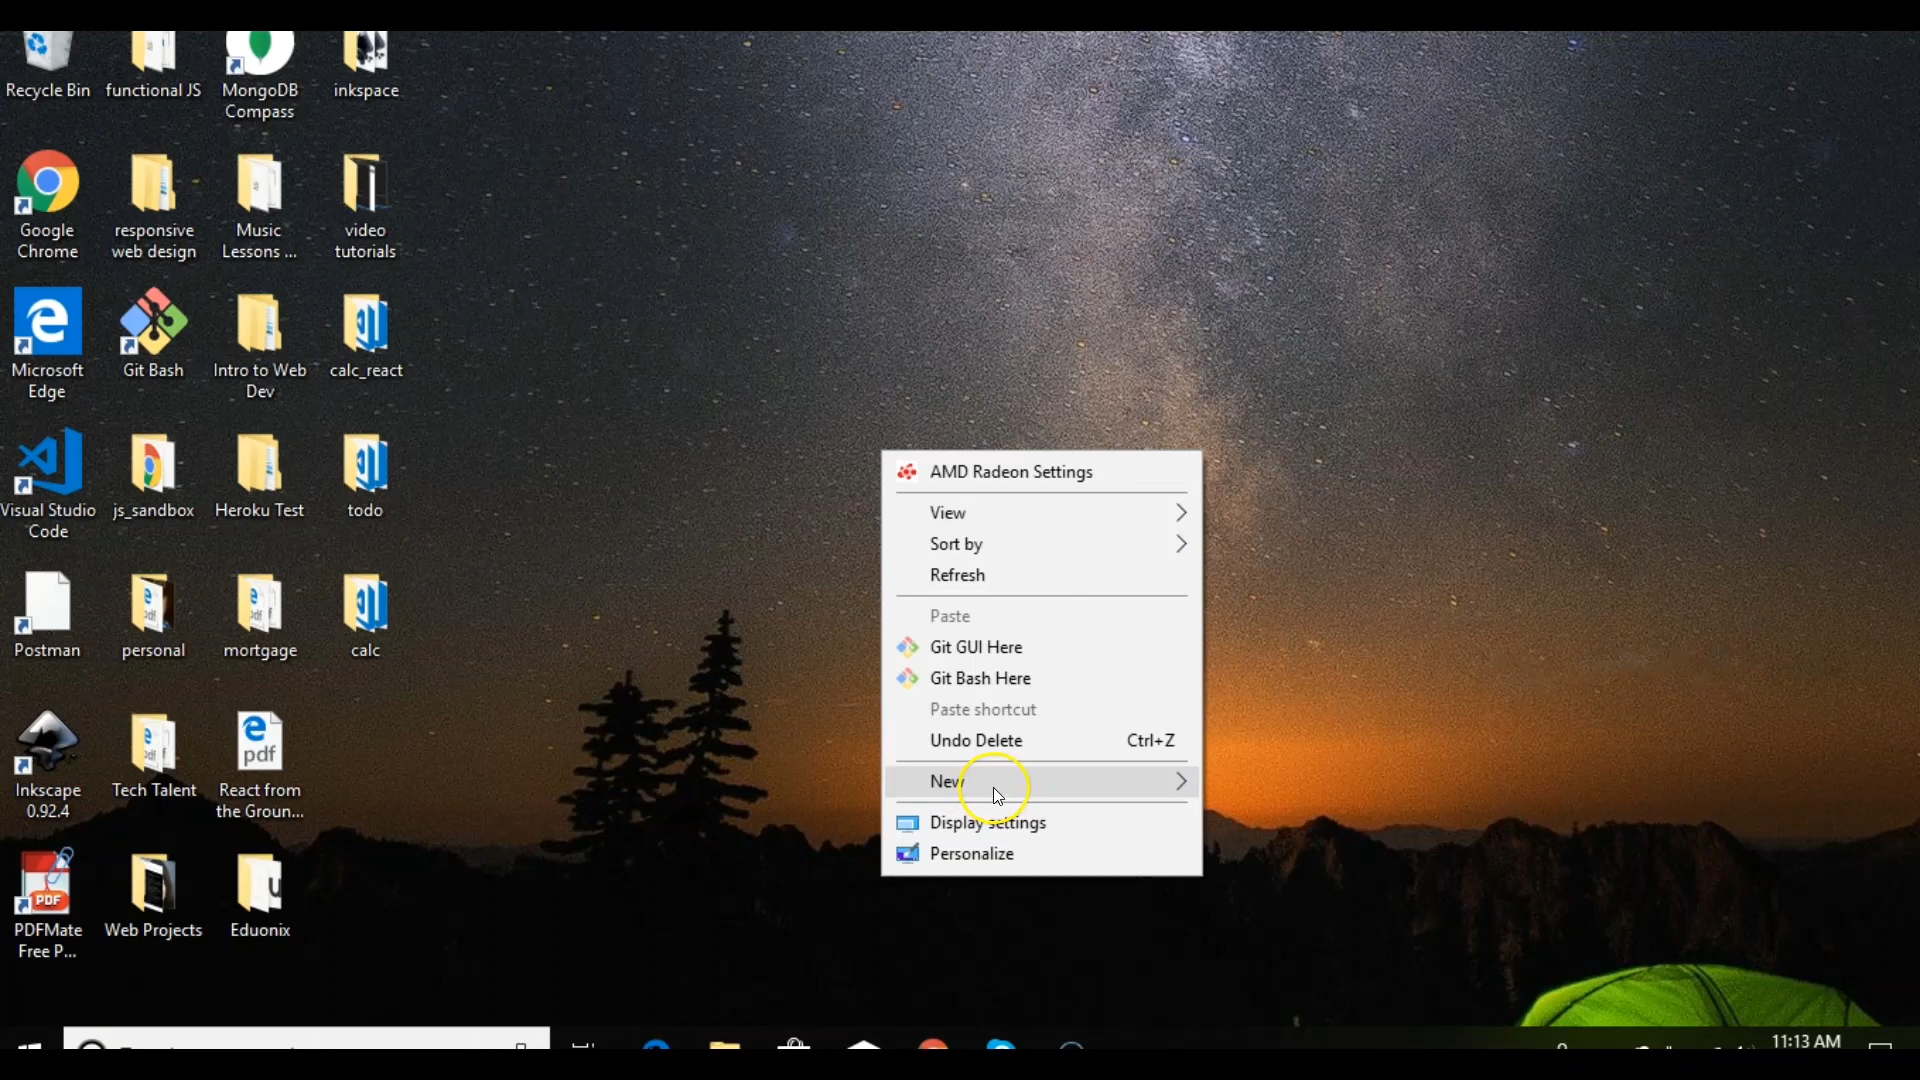 Recycle Bin
functional JS
MongoDB
Compass
inkspace
Google
Chrome
responsive
web design
Music
Lessons ...
video
tutorials
Microsoft
Edge
Git Bash
Intro to Web
Dev
calc_react
Visual Studio
Code
js_sandbox
Heroku Test
todo
Postman
personal
mortgage
calc
Inkscape
0.92.4
Tech Talent
pdf
React from
the Groun...
PDF
PDFMate
Free P...
Web Projects
Eduonix
AMD Radeon Settings
View
Sort by
Refresh
Paste
Git GUI Here
Git Bash Here
Paste shortcut
Undo Delete Ctrl+Z
New
Display settings
Personalize
11:13 AM